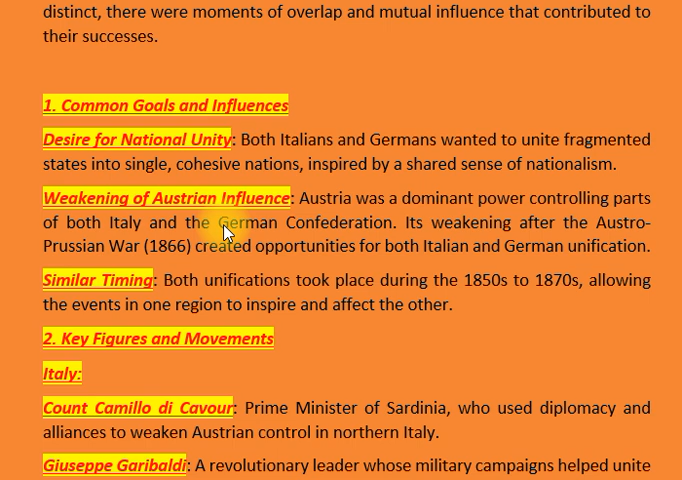 distinct, there were moments of overlap and mutual influence that contributed to
their successes.
1. Common Goals and Influences
Desire for National Unity: Both Italians and Germans wanted to unite fragmented
states into single, cohesive nations, inspired by a shared sense of nationalism.
Weakening of Austrian Influence: Austria was a dominant power controlling parts
of both Italy and the German Confederation. Its weakening after the Austro-
Prussian War (1866) created opportunities for both Italian and German unification.
Similar Timing: Both unifications took place during the 1850s to 1870s, allowing
the events in one region to inspire and affect the other.
2. Key Figures and Movements
Italy:
Count Camillo di Cavour: Prime Minister of Sardinia, who used diplomacy and
alliances to weaken Austrian control in northern Italy.
Giuseppe Garibaldi: A revolutionary leader whose military campaigns helped unite